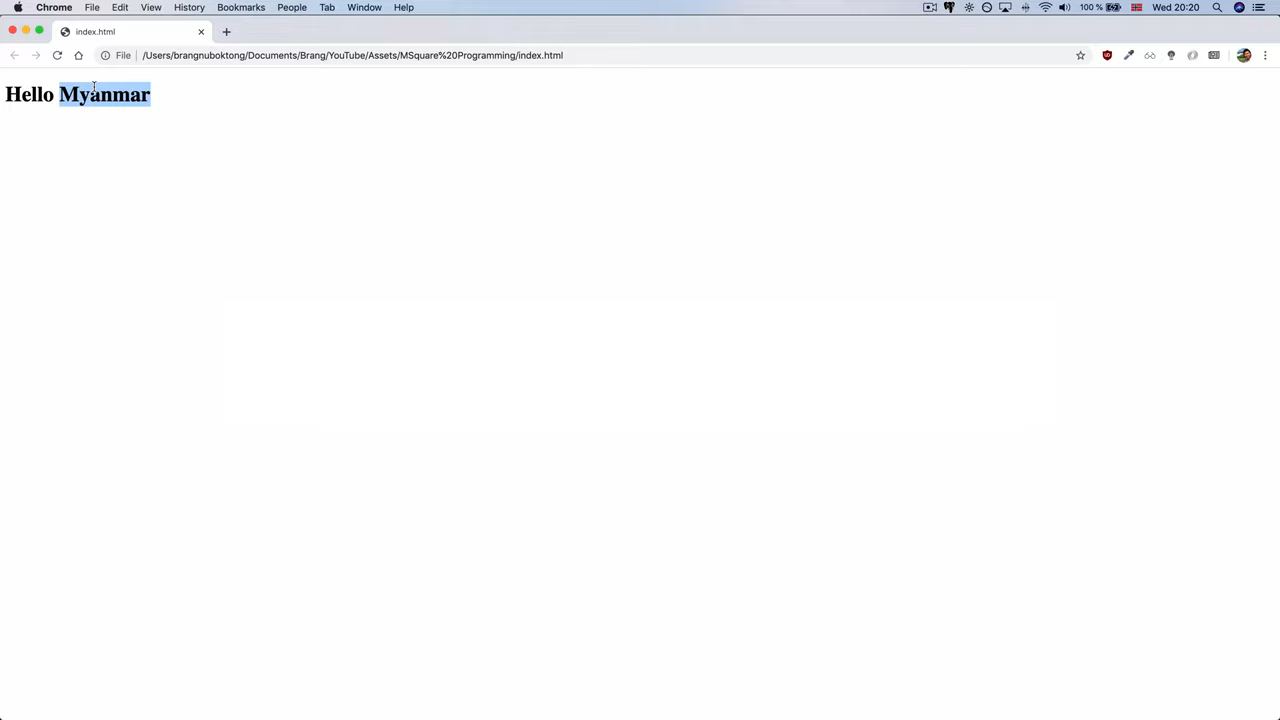 Chrome File Edit View History Bookmarks People Tab Window Help 100 % Wed 20:20
index.html
File /Users/brangnuboktong/Documents/Brang/YouTube/Assets/MSquare%20Programming/index.html
Hello Myanmar